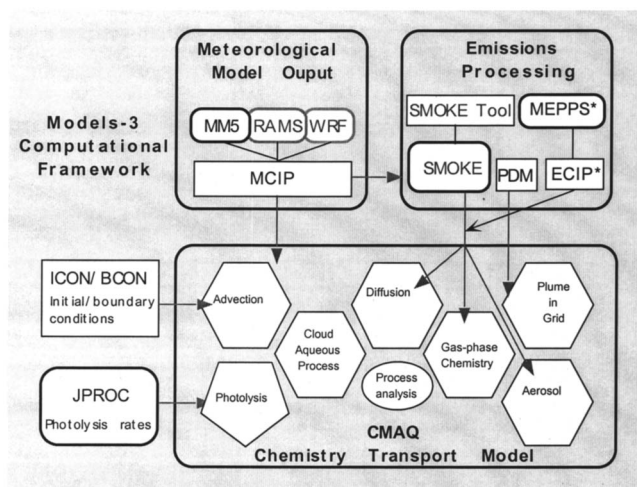 Meteorological
Model Ouput
Emissions
Processing
Models-3
Computational
Framework
MM5
RAMS
WRF
MCIP
SMOKE Tool
MEPPS*
SMOKE
PDM
ECIP*
ICON/ BCON
Initial/ boundary
conditions
Advection
Diffusion
Plume
in
Grid
Cloud
Aqueous
Process
Gas-phase
Chemistry
Process
analysis
Aerosol
JPROC
Photolysis rates
Photolysis
CMAQ
Chemistry Transport Model